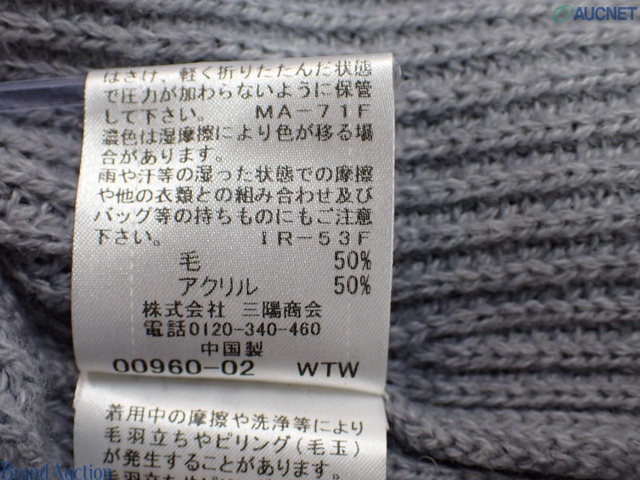 AUCNET
はさけ、軽く折りたたんだ状態
で圧力が加わらないように保管
して下さい。 MA-71F
濃色は湿摩擦により色が移る場
合があります。
雨や汗等の湿った状態での摩擦
や他の衣類との組み合わせ及び
バッグ等の持ちものにもご注意
下さい。 IR-53F
毛 50%
アクリル 50%
株式会社 三陽商会
電話0120-340-460
中国製
00960-02 WTW
着用中の摩擦や洗浄等により
毛羽立ちやピリング(毛玉)
が発生することがあります。
Brand Auction